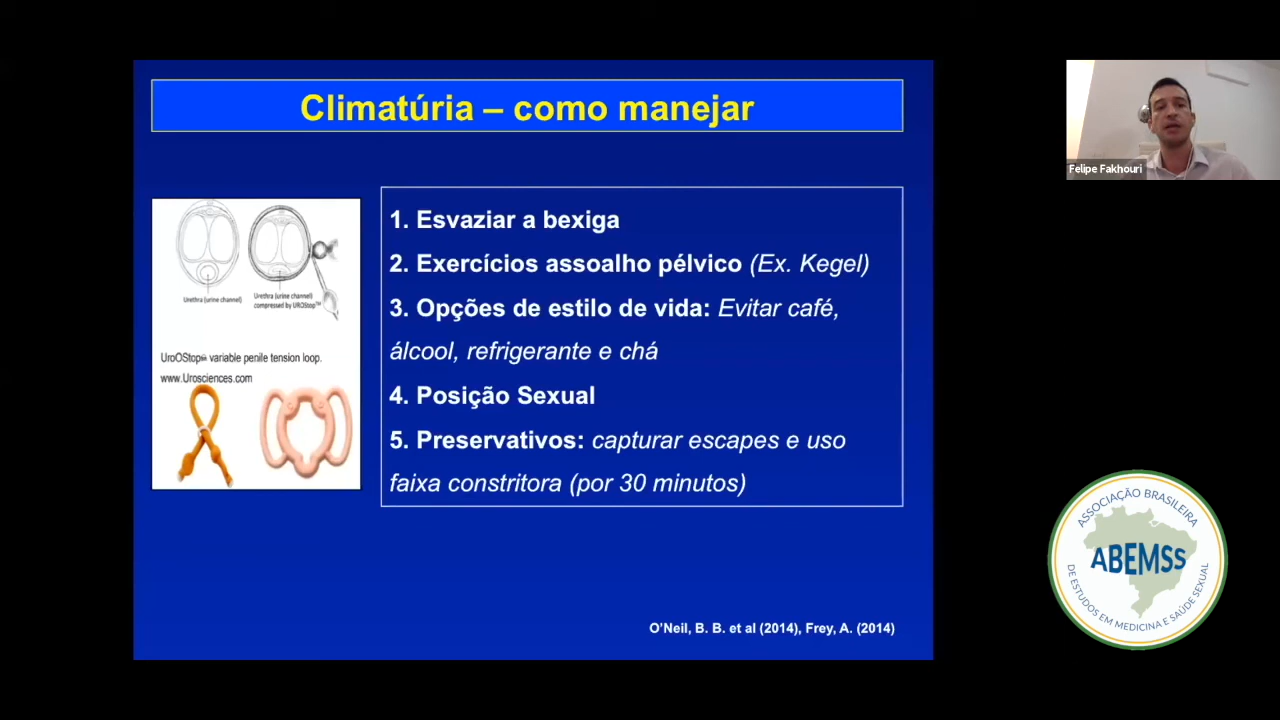 Climatúria – como manejar
Urethra (urine channel)
Urethra (urine channel)
compressed by UROStop™
UroOStop™ variable penile tension loop.
www.Urosciences.com
1. Esvaziar a bexiga
2. Exercícios assoalho pélvico (Ex. Kegel)
3. Opções de estilo de vida: Evitar café,
álcool, refrigerante e chá
4. Posição Sexual
5. Preservativos: capturar escapes e uso
faixa constritora (por 30 minutos)
O'Neil, B. B. et al (2014), Frey, A. (2014)
Felipe Fakhouri
ASSOCIAÇÃO BRASILEIRA
ABEMSS
DE ESTUDOS EM MEDICINA E SAÚDE SEXUAL